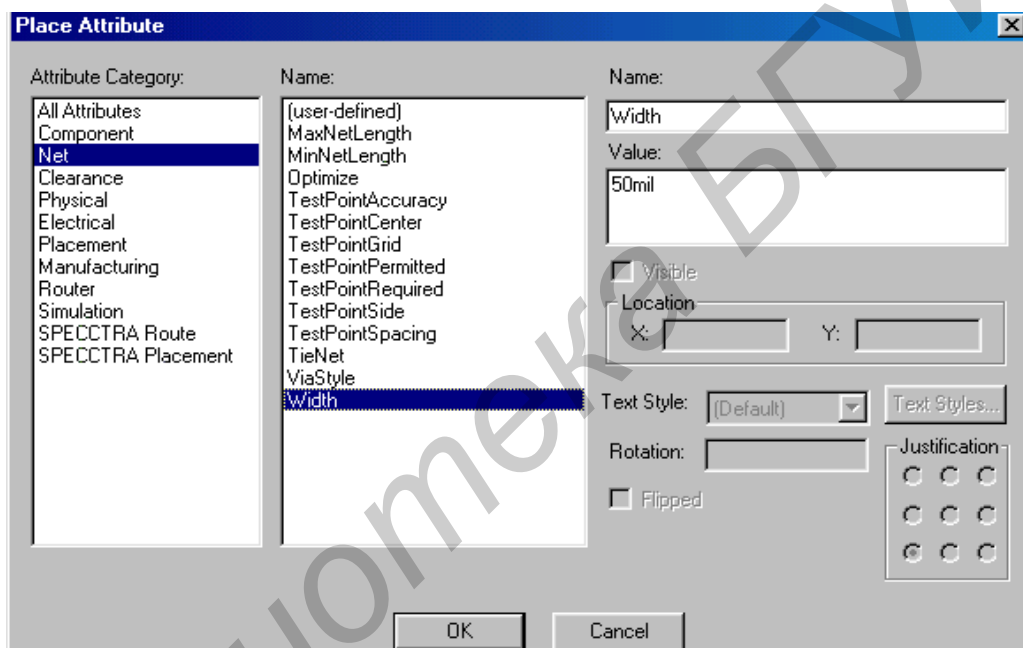 Place Attribute
Attribute Category:
All Attributes
Component
Net
Clearance
Physical
Electrical
Placement
Manufacturing
Router
Simulation
SPECCTRA Route
SPECCTRA Placement
Name:
(user-defined)
MaxNetLength
MinNetLength
Optimize
TestPointAccuracy
TestPointCenter
TestPointGrid
TestPointPermitted
TestPointRequired
TestPointSide
TestPointSpacing
TieNet
ViaStyle
Width
Name:
Width
Value:
50mil
Visible
Location
X:
Y:
Text Style:
(Default)
Text Styles...
Rotation:
Justification
Flipped
OK
Cancel